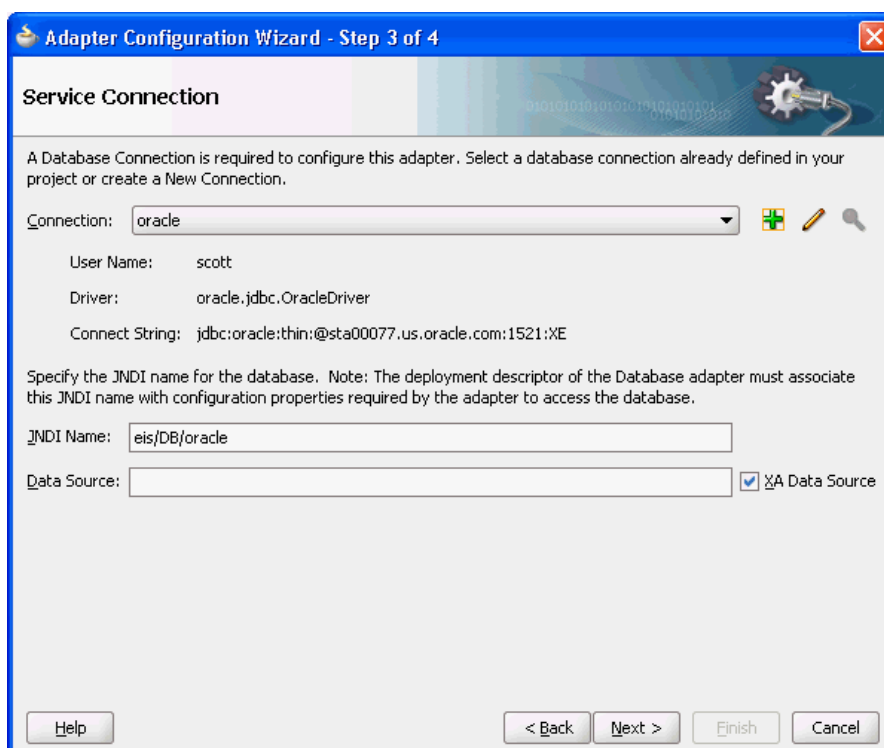 Adapter Configuration Wizard - Step 3 of 4
Service Connection
A Database Connection is required to configure this adapter. Select a database connection already defined in your
project or create a New Connection.
Connection: oracle
User Name: scott
Driver: oracle.jdbc.OracleDriver
Connect String: jdbc:oracle:thin:@sta00077.us.oracle.com:1521:XE
Specify the JNDI name for the database. Note: The deployment descriptor of the Database adapter must associate
this JNDI name with configuration properties required by the adapter to access the database.
JNDI Name: eis/DB/oracle
Data Source: XA Data Source
Help < Back Next > Finish Cancel